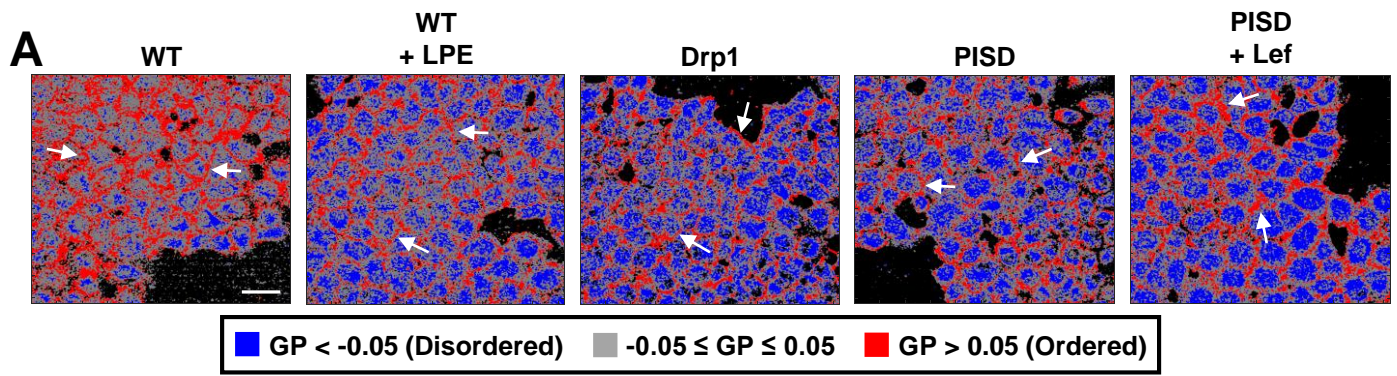 A
WT
WT
+ LPE
Drp1
PISD
PISD
+ Lef
GP < -0.05 (Disordered)
-0.05 ≤ GP ≤ 0.05
GP > 0.05 (Ordered)